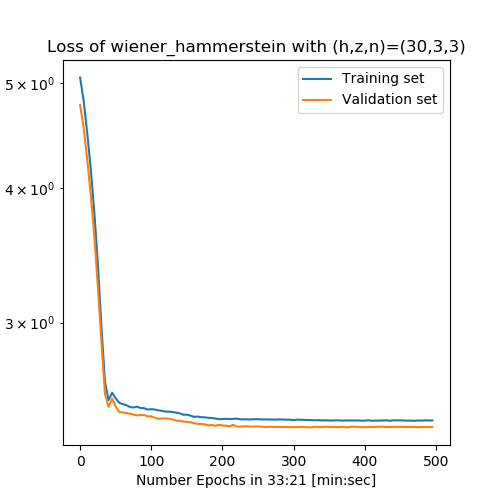 Loss of wiener_hammerstein with (h,z,n)=(30,3,3)
Training set
Validation set
5 × 10⁰
4 × 10⁰
3 × 10⁰
0 100 200 300 400 500
Number Epochs in 33:21 [min:sec]